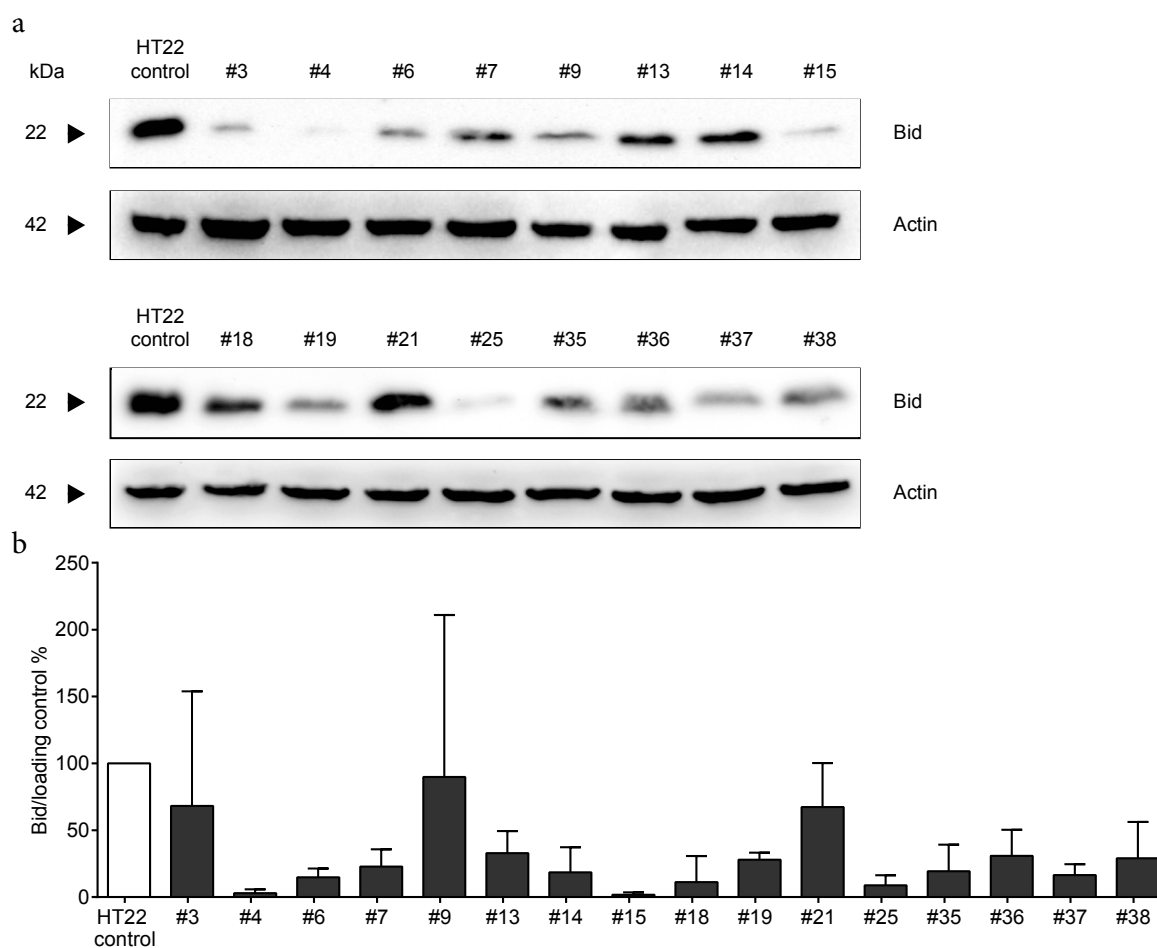 a
HT22
control
kDa #3 #4 #6 #7 #9 #13 #14 #15
22 Bid
42 Actin
HT22
control #18 #19 #21 #25 #35 #36 #37 #38
22 Bid
42 Actin
b
Bid/loading control %
250
200
150
100
50
0
HT22
control #3 #4 #6 #7 #9 #13 #14 #15 #18 #19 #21 #25 #35 #36 #37 #38